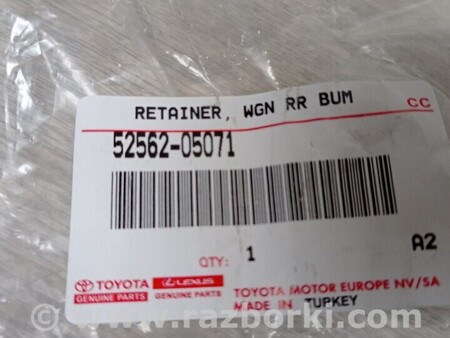 RETAINER, WGN RR BUM CC
52562-05071
QTY: 1 A2
TOYOTA LEXUS
GENUINE PARTS GENUINE PARTS
TOYOTA MOTOR EUROPE NV/SA
MADE IN TURKEY
© www.razborki.com